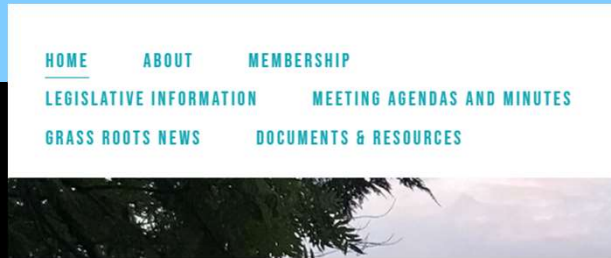 HOME ABOUT MEMBERSHIP
LEGISLATIVE INFORMATION MEETING AGENDAS AND MINUTES
GRASS ROOTS NEWS DOCUMENTS & RESOURCES